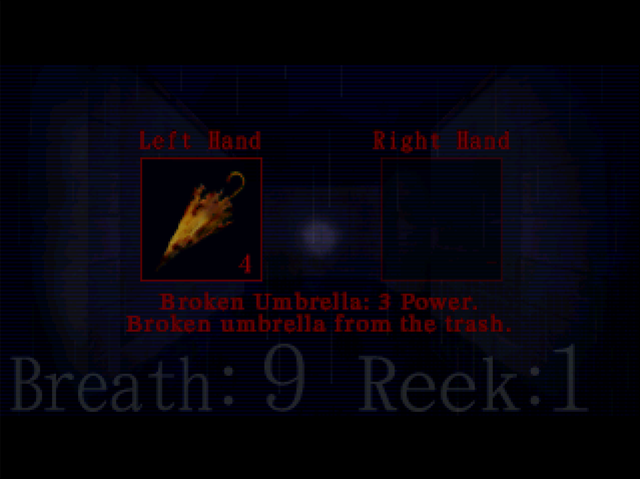 Left Hand Right Hand
4
Broken Umbrella: 3 Power.
Broken umbrella from the trash.
Breath: 9 Reek:1